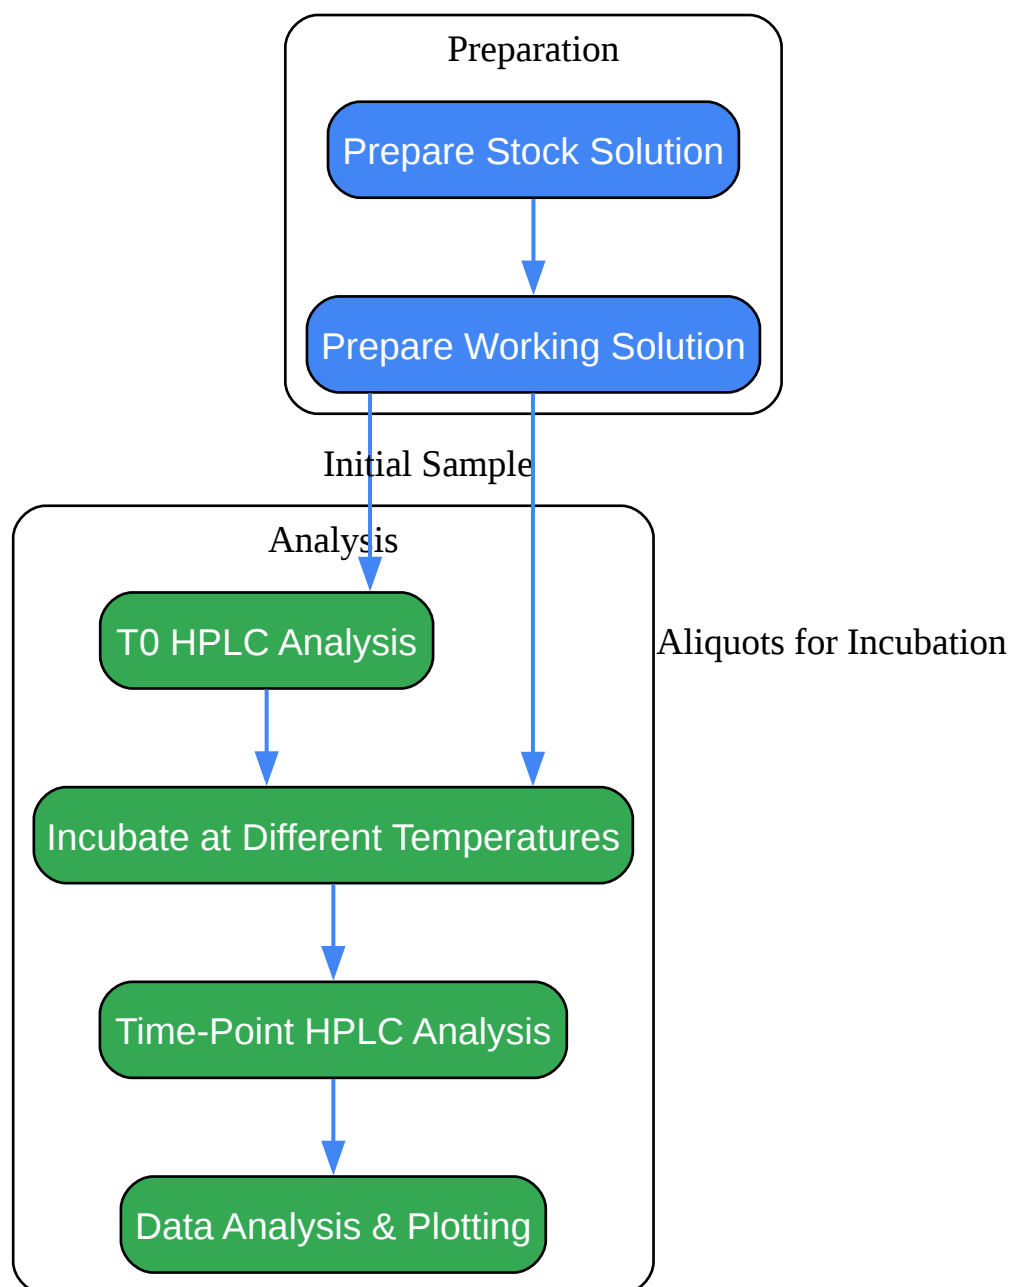 Preparation
Prepare Stock Solution
Prepare Working Solution
Initial Sample
Analysis
T0 HPLC Analysis
Aliquots for Incubation
Incubate at Different Temperatures
Time-Point HPLC Analysis
Data Analysis & Plotting